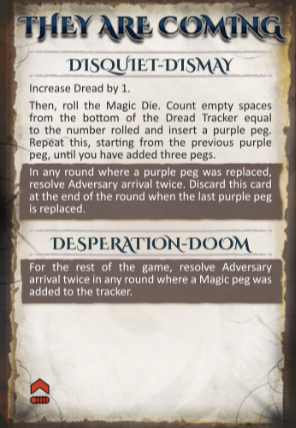 THEY ARE COMING
DISQUIET-DISMAY
Increase Dread by 1.
Then, roll the Magic Die. Count empty spaces
from the bottom of the Dread Tracker equal
to the number rolled and insert a purple peg.
Repeat this, starting from the previous purple
peg, until you have added three pegs.
In any round where a purple peg was replaced,
resolve Adversary arrival twice. Discard this card
at the end of the round when the last purple peg
is replaced.
DESPERATION-DOOM
For the rest of the game, resolve Adversary
arrival twice in any round where a Magic peg was
added to the tracker.